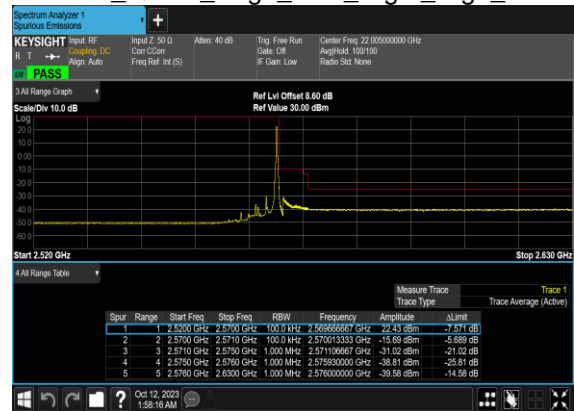 Spectrum Analyzer 1
Spurious Emissions
+
KEYSIGHT Input: RF Input Z: 50 Ω Atten: 40 dB Trig: Free Run Center Freq: 22.005000000 GHz
R T Coupling: DC Corr CCorr Gate: Off Avg|Hold: 100/100
Align: Auto Freq Ref: Int (S) IF Gain: Low Radio Std: None
PASS
3 All Range Graph
Ref Lvl Offset 8.60 dB
Scale/Div 10.0 dB Ref Value 30.00 dBm
Log
20.0
10.0
0.00
-10.0
-20.0
-30.0
-40.0
-50.0
-60.0
Start 2.520 GHz Stop 2.630 GHz
4 All Range Table
Measure Trace Trace 1
Trace Type Trace Average (Active)
Spur Range Start Freq Stop Freq RBW Frequency Amplitude ΔLimit
1 1 2.5200 GHz 2.5700 GHz 100.0 kHz 2.569666667 GHz 22.43 dBm -7.571 dB
2 2 2.5700 GHz 2.5710 GHz 100.0 kHz 2.570013333 GHz -15.69 dBm -5.689 dB
3 3 2.5710 GHz 2.5750 GHz 1.000 MHz 2.571106667 GHz -31.02 dBm -21.02 dB
4 4 2.5750 GHz 2.5760 GHz 1.000 MHz 2.575930000 GHz -38.81 dBm -25.81 dB
5 5 2.5760 GHz 2.6300 GHz 1.000 MHz 2.576000000 GHz -39.58 dBm -14.58 dB
?
Oct 12, 2023
1:58:16 AM